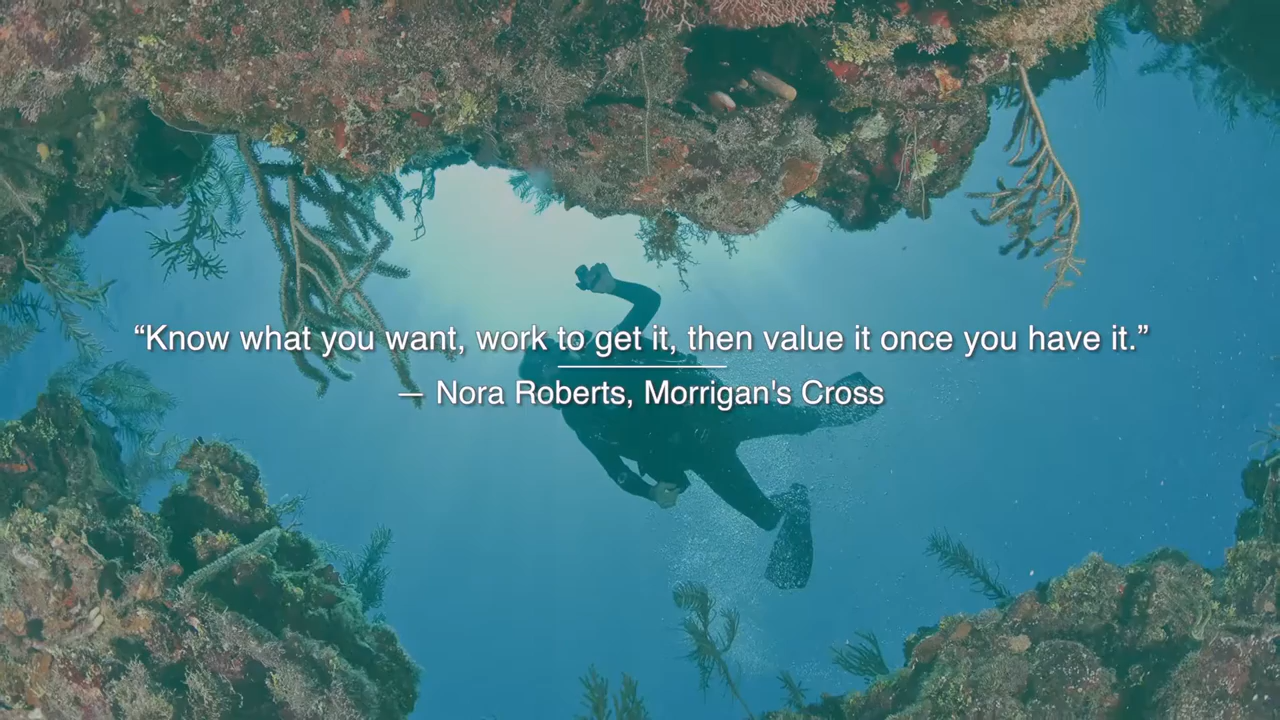 “Know what you want, work to get it, then value it once you have it.”
— Nora Roberts, Morrigan's Cross